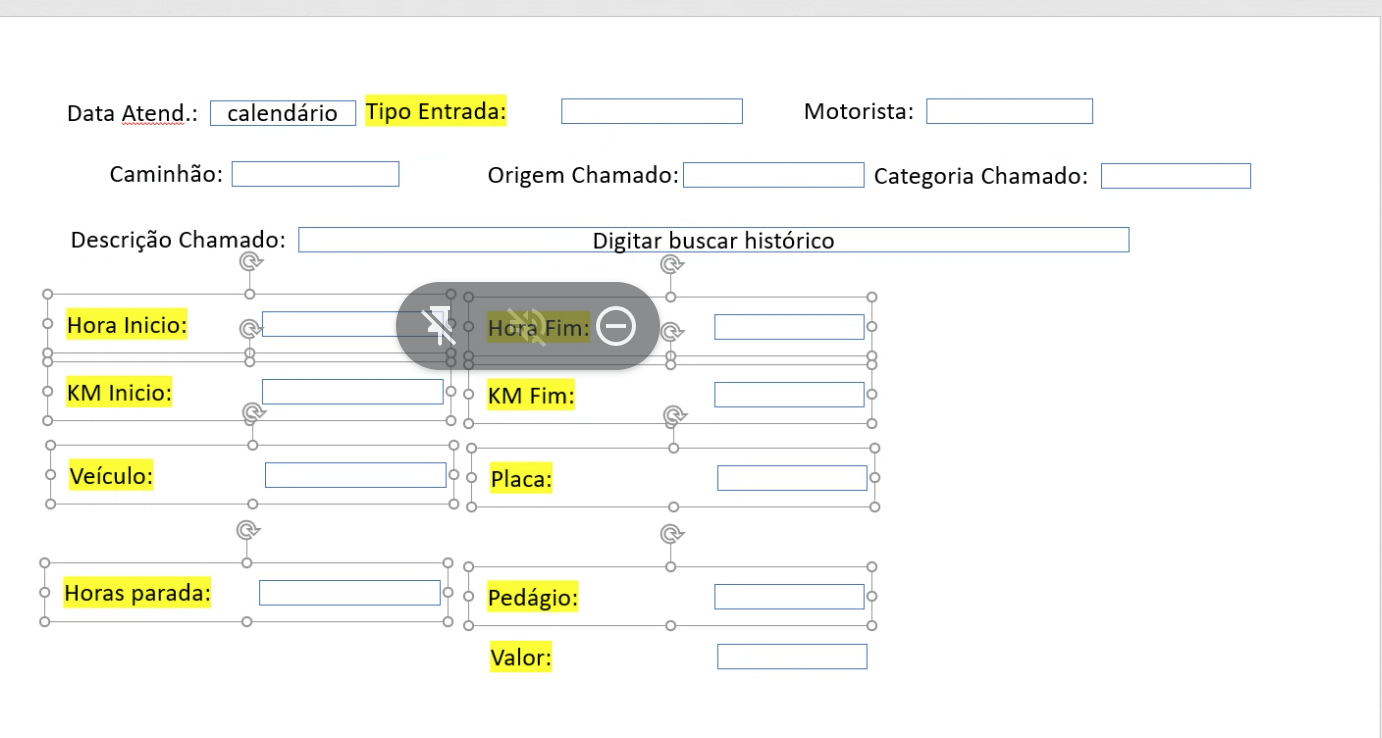 Data Atend.: calendário Tipo Entrada: Motorista:
Caminhão: Origem Chamado: Categoria Chamado:
Descrição Chamado: Digitar buscar histórico
Hora Inicio: Hora Fim:
KM Inicio: KM Fim:
Veículo: Placa:
Horas parada: Pedágio:
Valor: